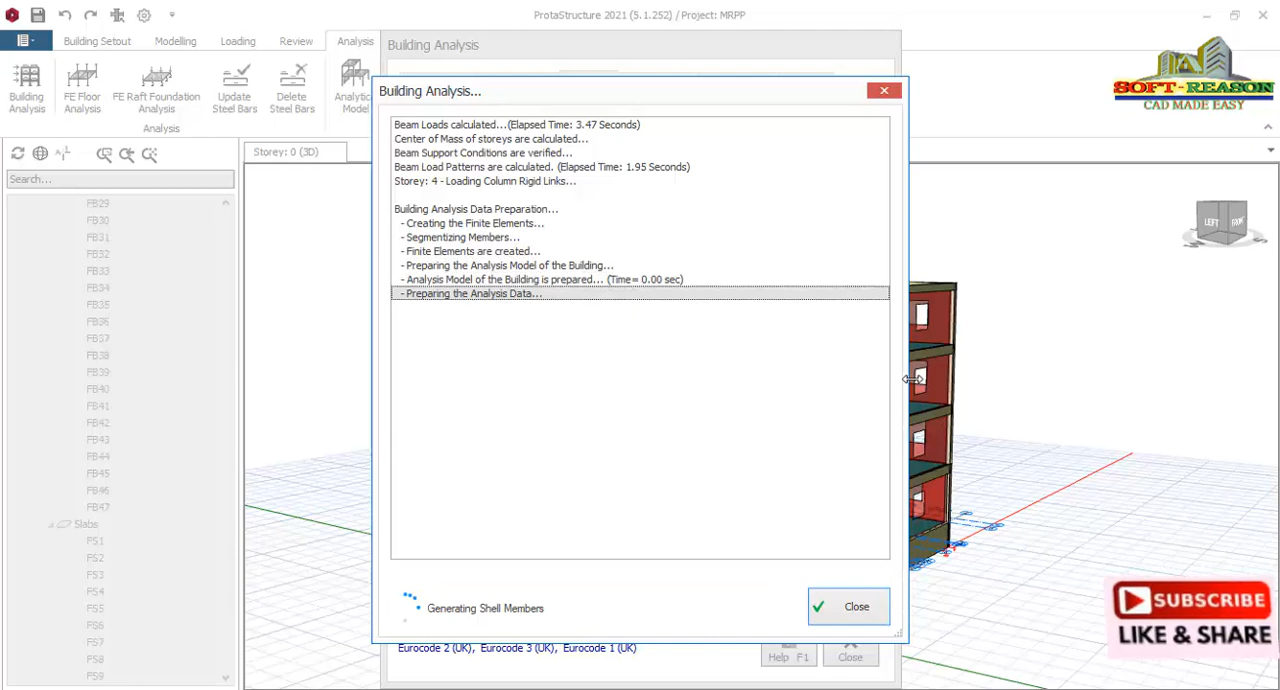 ProtaStructure 2021 (5.1.252) / Project: MRPP
Building Setout
Modelling
Loading
Review
Analysis
Building Analysis
Building Analysis
FE Floor Analysis
FE Raft Foundation Analysis
Update Steel Bars
Delete Steel Bars
Analytic Model
Analysis
SOFT-REASON
CAD MADE EASY
Building Analysis...
Storey: 0 (3D)
Search...
FB29
FB30
FB31
FB32
FB33
FB34
FB35
FB36
FB37
FB38
FB39
FB40
FB41
FB42
FB43
FB44
FB45
FB46
FB47
Slabs
FS1
FS2
FS3
FS4
FS5
FS6
FS7
FS8
FS9
Beam Loads calculated...(Elapsed Time: 3.47 Seconds)
Center of Mass of storeys are calculated...
Beam Support Conditions are verified...
Beam Load Patterns are calculated. (Elapsed Time: 1.95 Seconds)
Storey: 4 - Loading Column Rigid Links...
Building Analysis Data Preparation...
- Creating the Finite Elements...
- Segmentizing Members...
- Finite Elements are created...
- Preparing the Analysis Model of the Building...
- Analysis Model of the Building is prepared... (Time= 0.00 sec)
- Preparing the Analysis Data...
Generating Shell Members
Close
Eurocode 2 (UK), Eurocode 3 (UK), Eurocode 1 (UK)
Help F1
Close
LEFT
FRONT
SUBSCRIBE
LIKE & SHARE